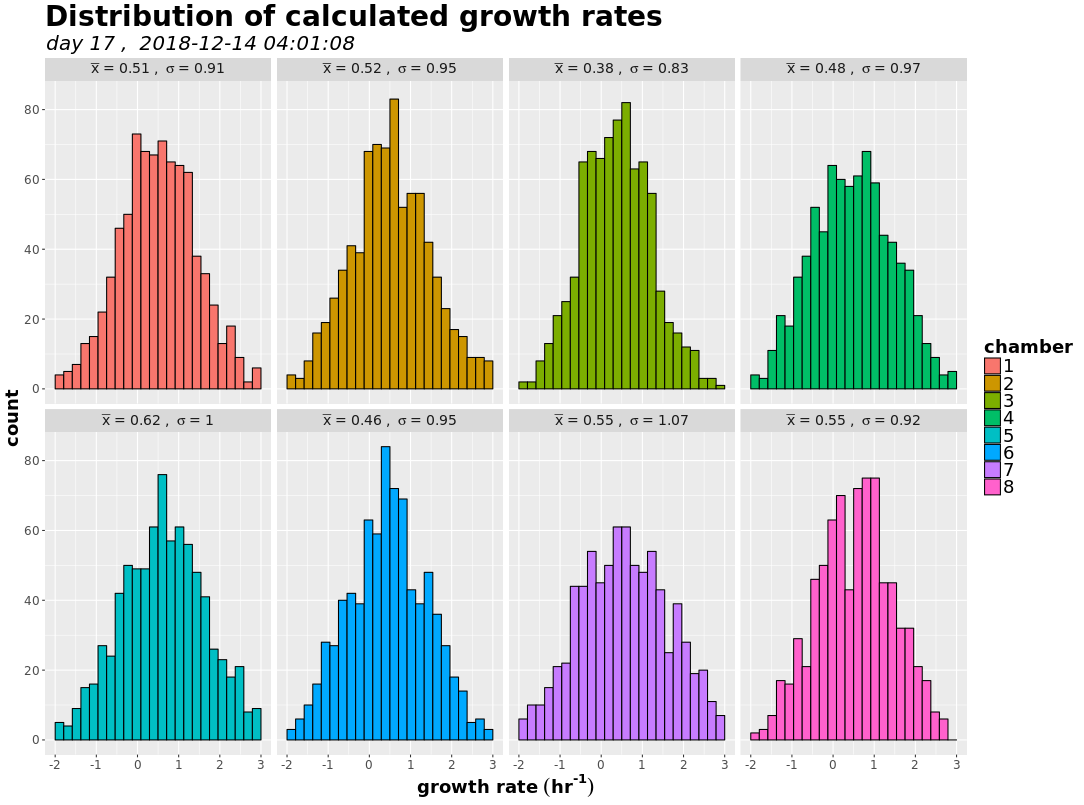 Distribution of calculated growth rates
day 17 ,  2018-12-14 04:01:08
x̅ = 0.51 ,  σ = 0.91
x̅ = 0.52 ,  σ = 0.95
x̅ = 0.38 ,  σ = 0.83
x̅ = 0.48 ,  σ = 0.97
80
60
40
20
0
x̅ = 0.62 ,  σ = 1
x̅ = 0.46 ,  σ = 0.95
x̅ = 0.55 ,  σ = 1.07
x̅ = 0.55 ,  σ = 0.92
80
60
40
20
0
-2 -1 0 1 2 3
-2 -1 0 1 2 3
-2 -1 0 1 2 3
-2 -1 0 1 2 3
count
growth rate (hr⁻¹)
chamber
1
2
3
4
5
6
7
8